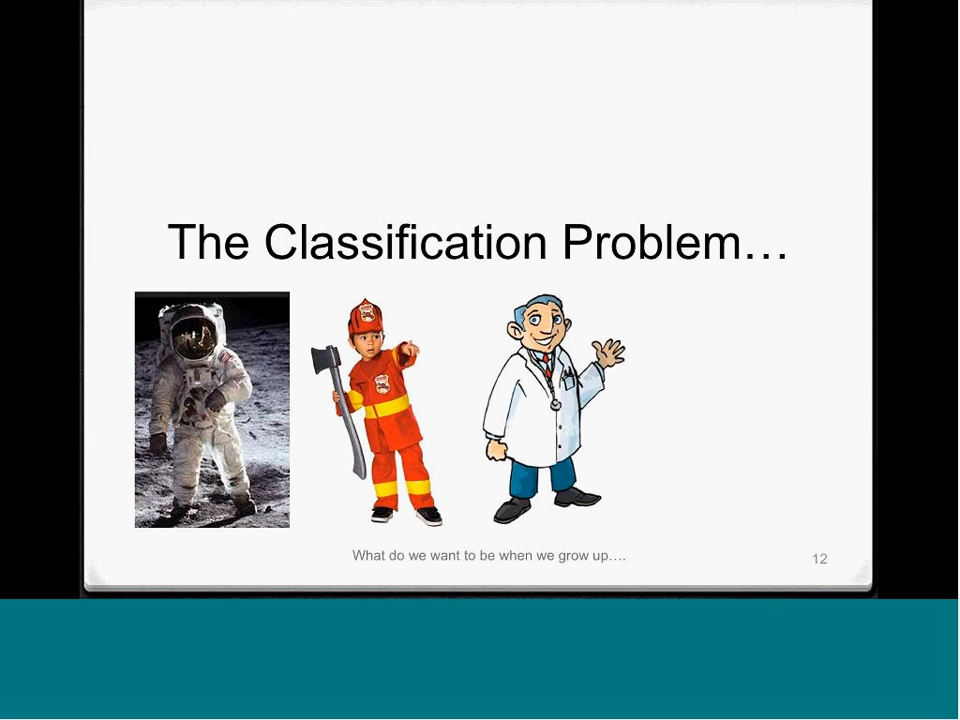 The Classification Problem…
What do we want to be when we grow up….
12